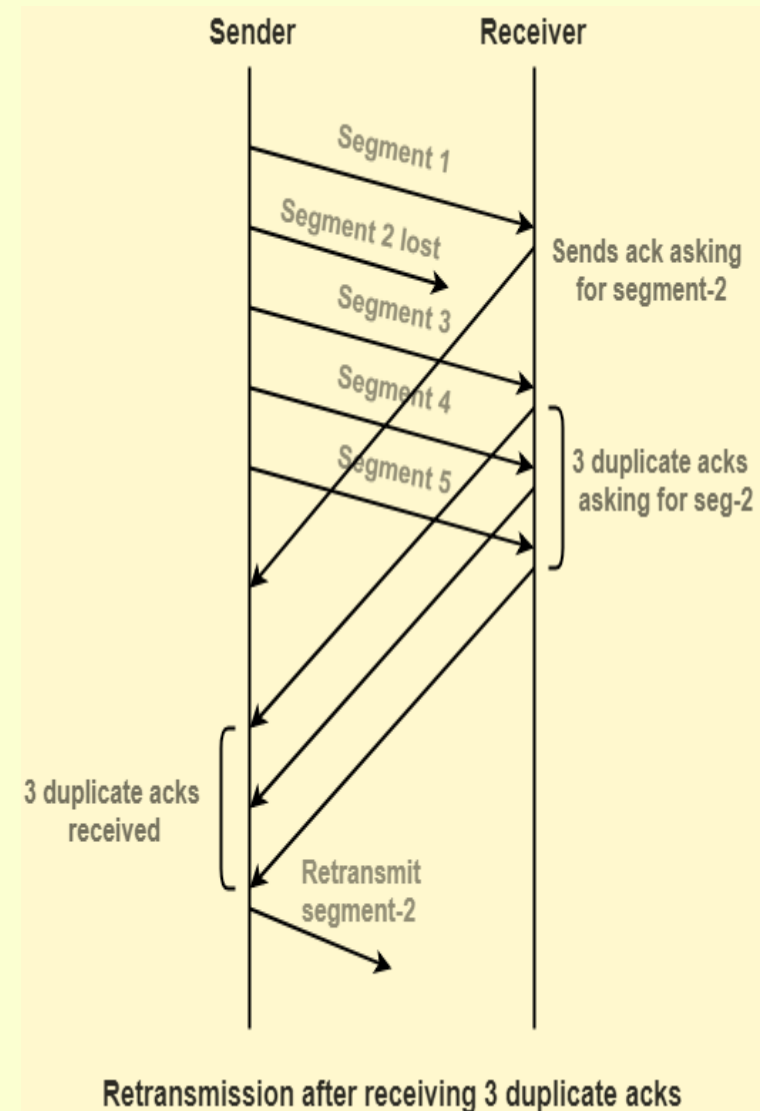 Sender
Receiver
Segment 1
Segment 2 lost
Sends ack asking
for segment-2
Segment 3
Segment 4
Segment 5
3 duplicate acks
asking for seg-2
3 duplicate acks
received
Retransmit
segment-2
Retransmission after receiving 3 duplicate acks